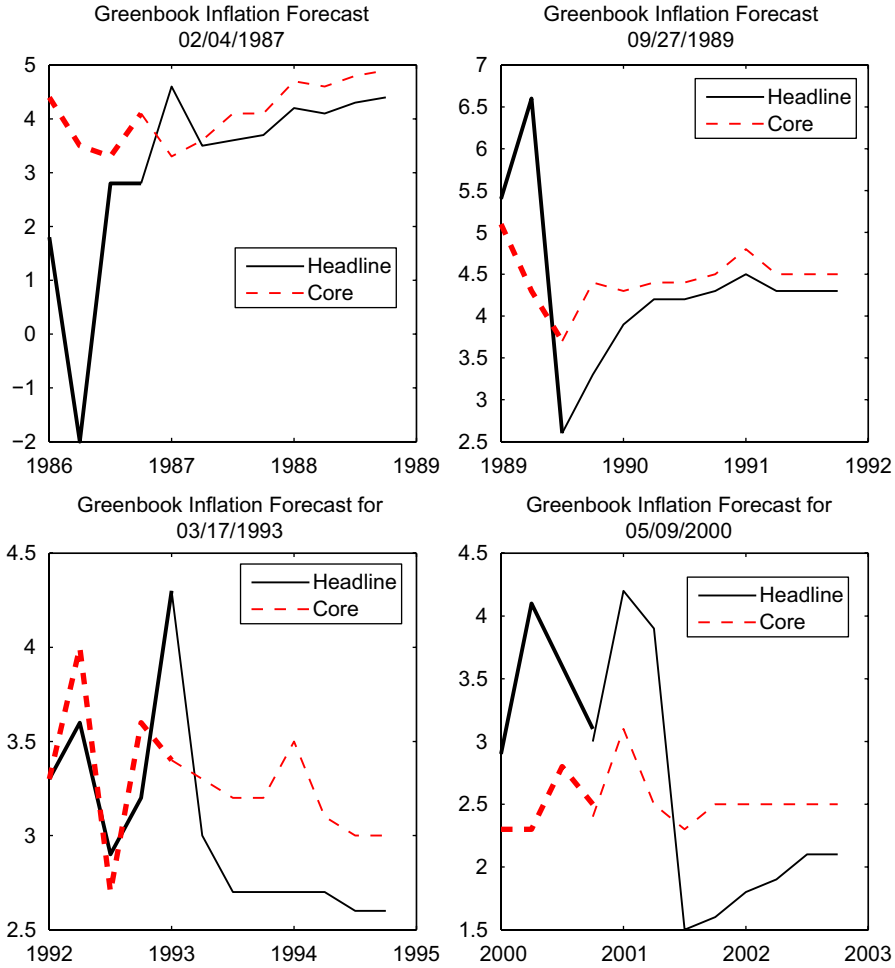 Greenbook Inflation Forecast
02/04/1987
5
4
3
2
1
0
−1
−2
1986 1987 1988 1989
Headline
Core
Greenbook Inflation Forecast
09/27/1989
7
6.5
6
5.5
5
4.5
4
3.5
3
2.5
1989 1990 1991 1992
Headline
Core
Greenbook Inflation Forecast for
03/17/1993
4.5
4
3.5
3
2.5
1992 1993 1994 1995
Headline
Core
Greenbook Inflation Forecast for
05/09/2000
4.5
4
3.5
3
2.5
2
1.5
2000 2001 2002 2003
Headline
Core